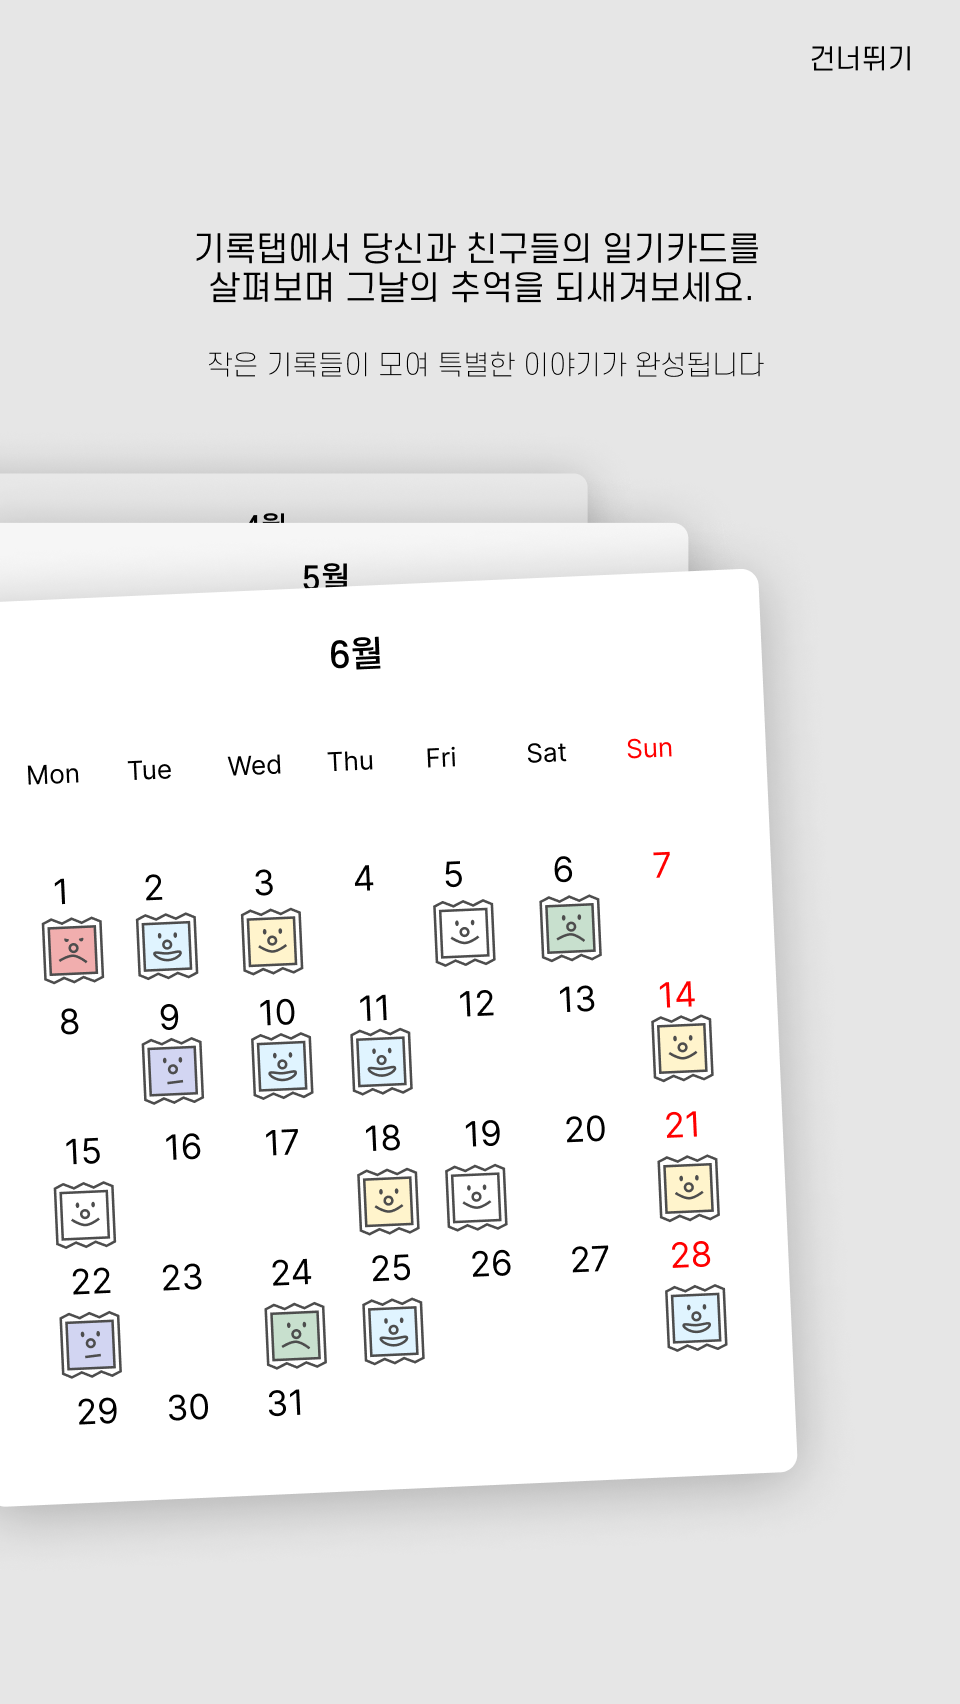 건너뛰기
기록탭에서 당신과 친구들의 일기카드를
살펴보며 그날의 추억을 되새겨보세요.
작은 기록들이 모여 특별한 이야기가 완성됩니다
4월
5월
6월
Mon Tue Wed Thu Fri Sat Sun
1 2 3 4 5 6 7
8 9 10 11 12 13 14
15 16 17 18 19 20 21
22 23 24 25 26 27 28
29 30 31